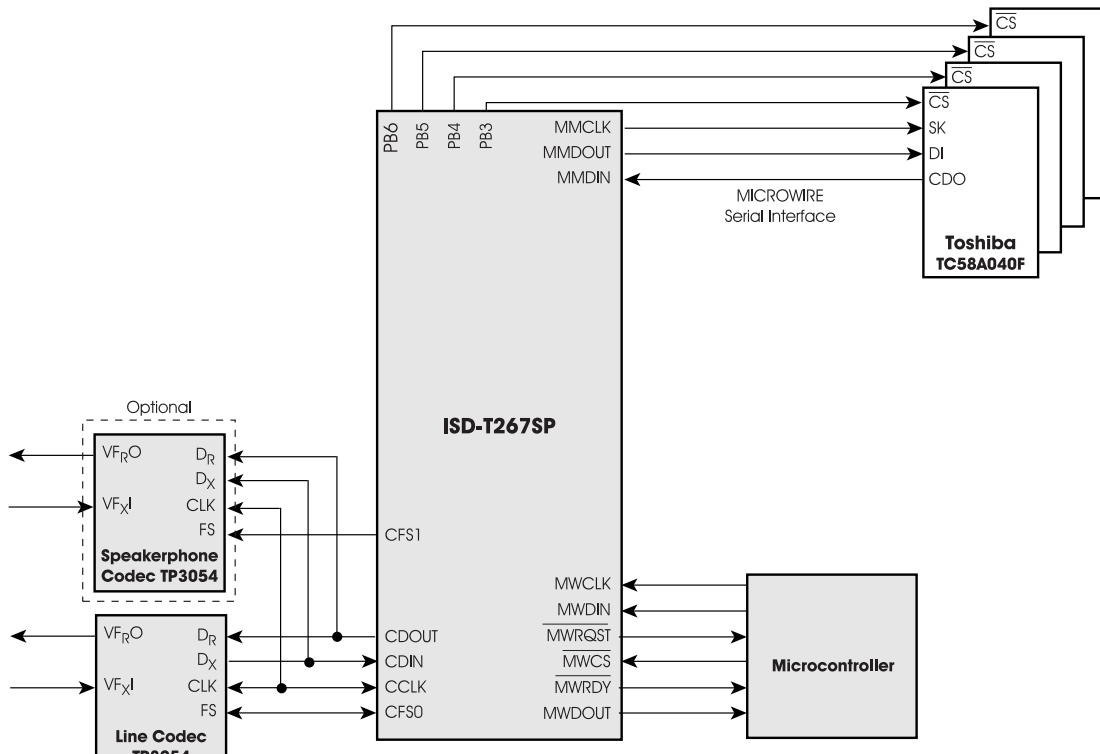 CS
CS
CS
CS
PB6 PB5 PB4 PB3
MMCLK
SK
MMDOUT
DI
MMDIN
CDO
MICROWIRE
Serial Interface
Toshiba
TC58A040F
ISD-T267SP
Optional
VFRO DR
DX
VFXI CLK
FS
Speakerphone
Codec TP3054
CFS1
MWCLK
MWDIN
VFRO DR
CDOUT
MWRQST
DX
CDIN
MWCS
Microcontroller
VFXI CLK
CCLK
MWRDY
FS
CFS0
MWDOUT
Line Codec
TP3054